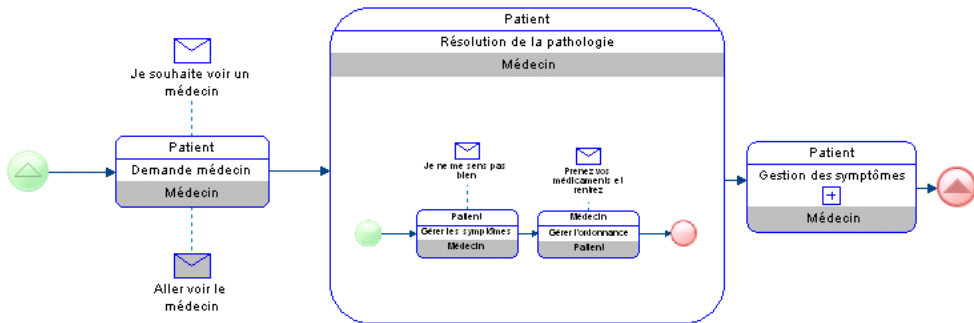 Je souhaite voir un
médecin
Patient
Demande médecin
Médecin
Aller voir le
médecin
Patient
Résolution de la pathologie
Médecin
Je ne me sens pas
bien
Patient
Gérer les symptômes
Médecin
Prenez vos
médicaments et
rentrez
Médecin
Gérer l'ordonnance
Patient
Patient
Gestion des symptômes
+
Médecin